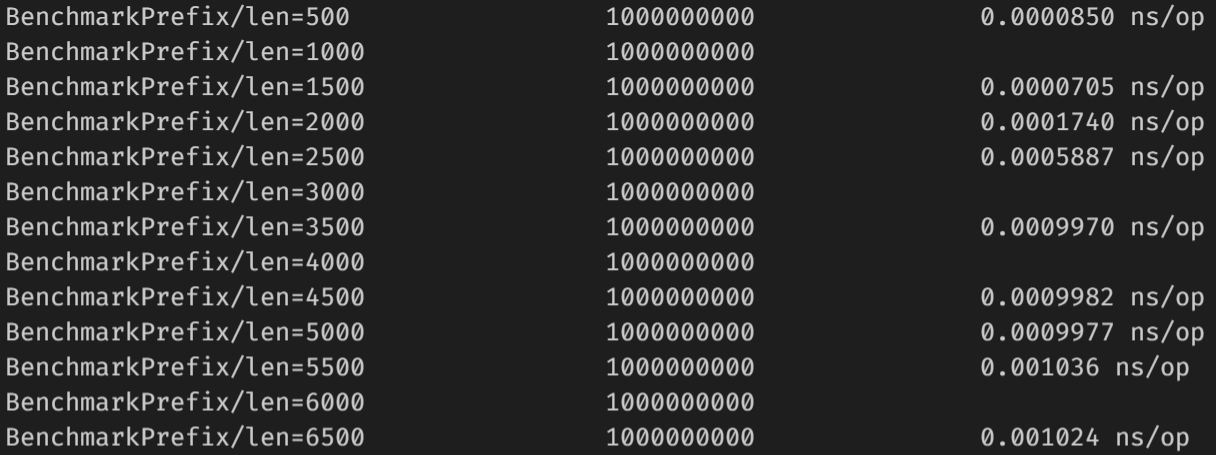 BenchmarkPrefix/len=500 1000000000 0.0000850 ns/op
BenchmarkPrefix/len=1000 1000000000
BenchmarkPrefix/len=1500 1000000000 0.0000705 ns/op
BenchmarkPrefix/len=2000 1000000000 0.0001740 ns/op
BenchmarkPrefix/len=2500 1000000000 0.0005887 ns/op
BenchmarkPrefix/len=3000 1000000000
BenchmarkPrefix/len=3500 1000000000 0.0009970 ns/op
BenchmarkPrefix/len=4000 1000000000
BenchmarkPrefix/len=4500 1000000000 0.0009982 ns/op
BenchmarkPrefix/len=5000 1000000000 0.0009977 ns/op
BenchmarkPrefix/len=5500 1000000000 0.001036 ns/op
BenchmarkPrefix/len=6000 1000000000
BenchmarkPrefix/len=6500 1000000000 0.001024 ns/op